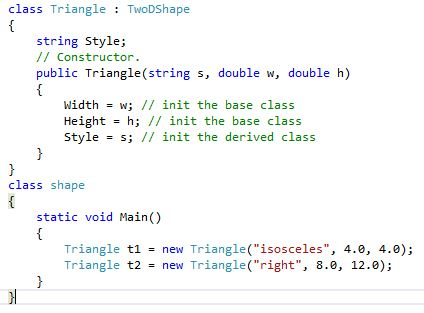 class Triangle : TwoDShape
{
    string Style;
    // Constructor.
    public Triangle(string s, double w, double h)
    {
        Width = w; // init the base class
        Height = h; // init the base class
        Style = s; // init the derived class
    }
}
class shape
{
    static void Main()
    {
        Triangle t1 = new Triangle("isosceles", 4.0, 4.0);
        Triangle t2 = new Triangle("right", 8.0, 12.0);
    }
}